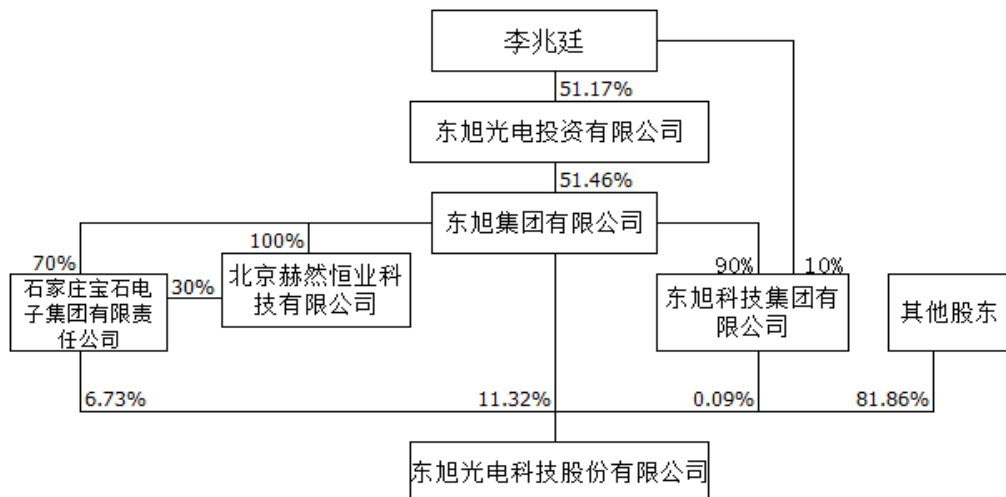 李兆廷
51.17%
东旭光电投资有限公司
51.46%
东旭集团有限公司
100%
70%
30%
90%
10%
北京赫然恒业科
技有限公司
石家庄宝石电
子集团有限责
任公司
东旭科技集团有
限公司
其他股东
6.73%
11.32%
0.09%
81.86%
东旭光电科技股份有限公司